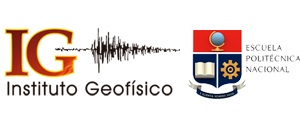 IG
Instituto Geofísico
ESCUELA
POLITÉCNICA
NACIONAL